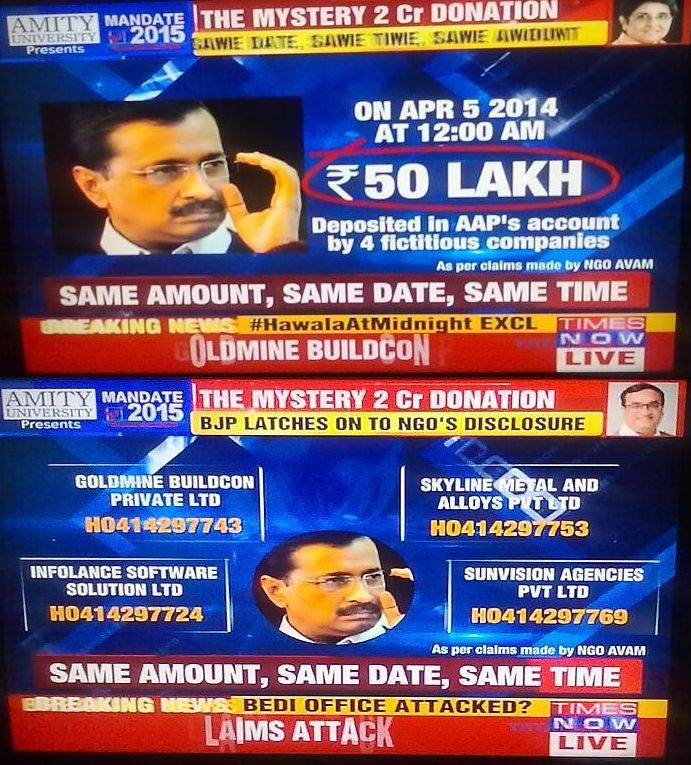 AMITY
UNIVERSITY
Presents
MANDATE
2015
THE MYSTERY 2 Cr DONATION
SAME DATE, SAME TIME, SAME AMOUNT
ON APR 5 2014
AT 12:00 AM
₹50 LAKH
Deposited in AAP's account
by 4 fictitious companies
As per claims made by NGO AVAM
SAME AMOUNT, SAME DATE, SAME TIME
BREAKING NEWS #HawalaAtMidnight EXCL
GOLDMINE BUILDCON
TIMES
NOW
LIVE
AMITY
UNIVERSITY
Presents
MANDATE
2015
THE MYSTERY 2 Cr DONATION
BJP LATCHES ON TO NGO'S DISCLOSURE
GOLDMINE BUILDCON
PRIVATE LTD
H0414297743
SKYLINE METAL AND
ALLOYS PVT LTD
H0414297753
INFOLANCE SOFTWARE
SOLUTION LTD
H0414297724
SUNVISION AGENCIES
PVT LTD
H0414297769
As per claims made by NGO AVAM
SAME AMOUNT, SAME DATE, SAME TIME
BREAKING NEWS BEDI OFFICE ATTACKED?
LAIMS ATTACK
TIMES
NOW
LIVE